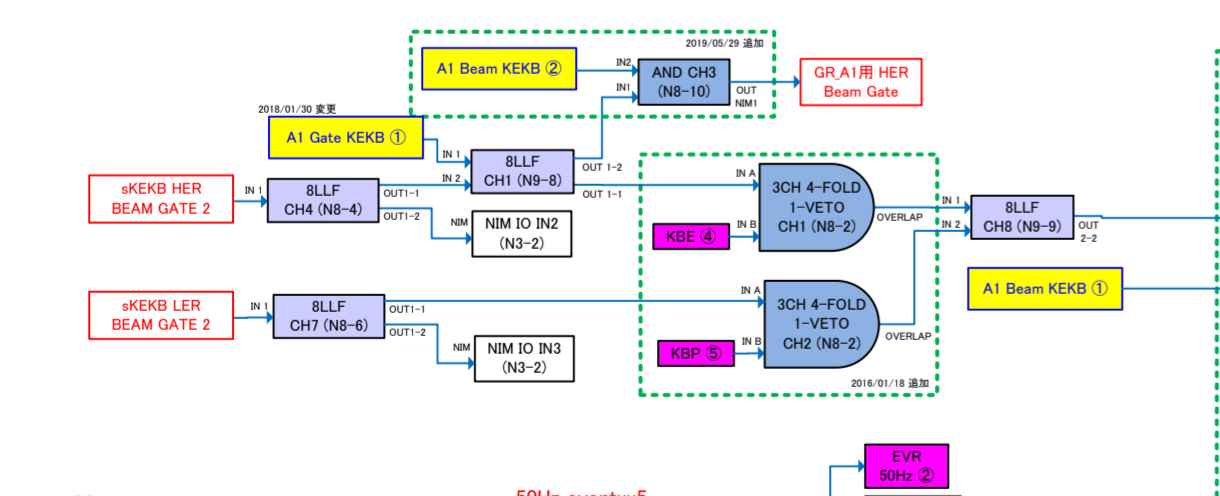 2019/05/29 追加
A1 Beam KEKB ②
IN2
AND CH3
(N8-10)
IN1
OUT
NIM1
GR_A1用 HER
Beam Gate
2018/01/30 変更
A1 Gate KEKB ①
IN 1
IN 2
8LLF
CH1 (N9-8)
OUT 1-2
OUT 1-1
sKEKB HER
BEAM GATE 2
IN 1
8LLF
CH4 (N8-4)
OUT1-1
OUT1-2
NIM
NIM IO IN2
(N3-2)
IN A
3CH 4-FOLD
1-VETO
CH1 (N8-2)
KBE ④
IN B
OVERLAP
IN 1
IN 2
8LLF
CH8 (N9-9)
OUT
2-2
A1 Beam KEKB ①
sKEKB LER
BEAM GATE 2
IN 1
8LLF
CH7 (N8-6)
OUT1-1
OUT1-2
NIM
NIM IO IN3
(N3-2)
IN A
3CH 4-FOLD
1-VETO
CH2 (N8-2)
KBP ⑤
IN B
OVERLAP
2016/01/18 追加
EVR
50Hz ②